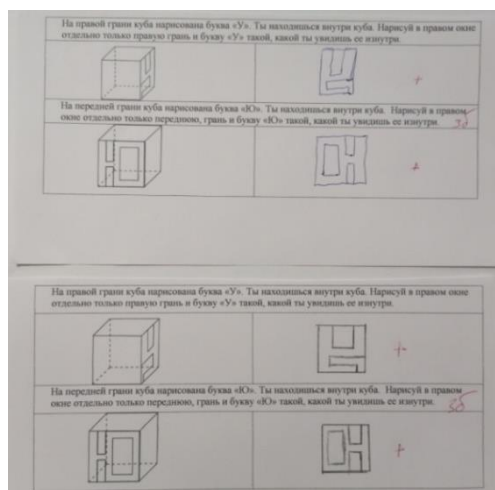 На правой грани куба нарисована буква «У». Ты находишься внутри куба. Нарисуй в правом окне
отдельно только правую грань и букву «У» такой, какой ты увидишь ее изнутри.
+
На передней грани куба нарисована буква «Ю». Ты находишься внутри куба. Нарисуй в правом
окне отдельно только переднюю, грань и букву «Ю» такой, какой ты увидишь ее изнутри.
3б
+
На правой грани куба нарисована буква «У». Ты находишься внутри куба. Нарисуй в правом окне
отдельно только правую грань и букву «У» такой, какой ты увидишь ее изнутри.
+
На передней грани куба нарисована буква «Ю». Ты находишься внутри куба. Нарисуй в правом
окне отдельно только переднюю, грань и букву «Ю» такой, какой ты увидишь ее изнутри.
3б
+